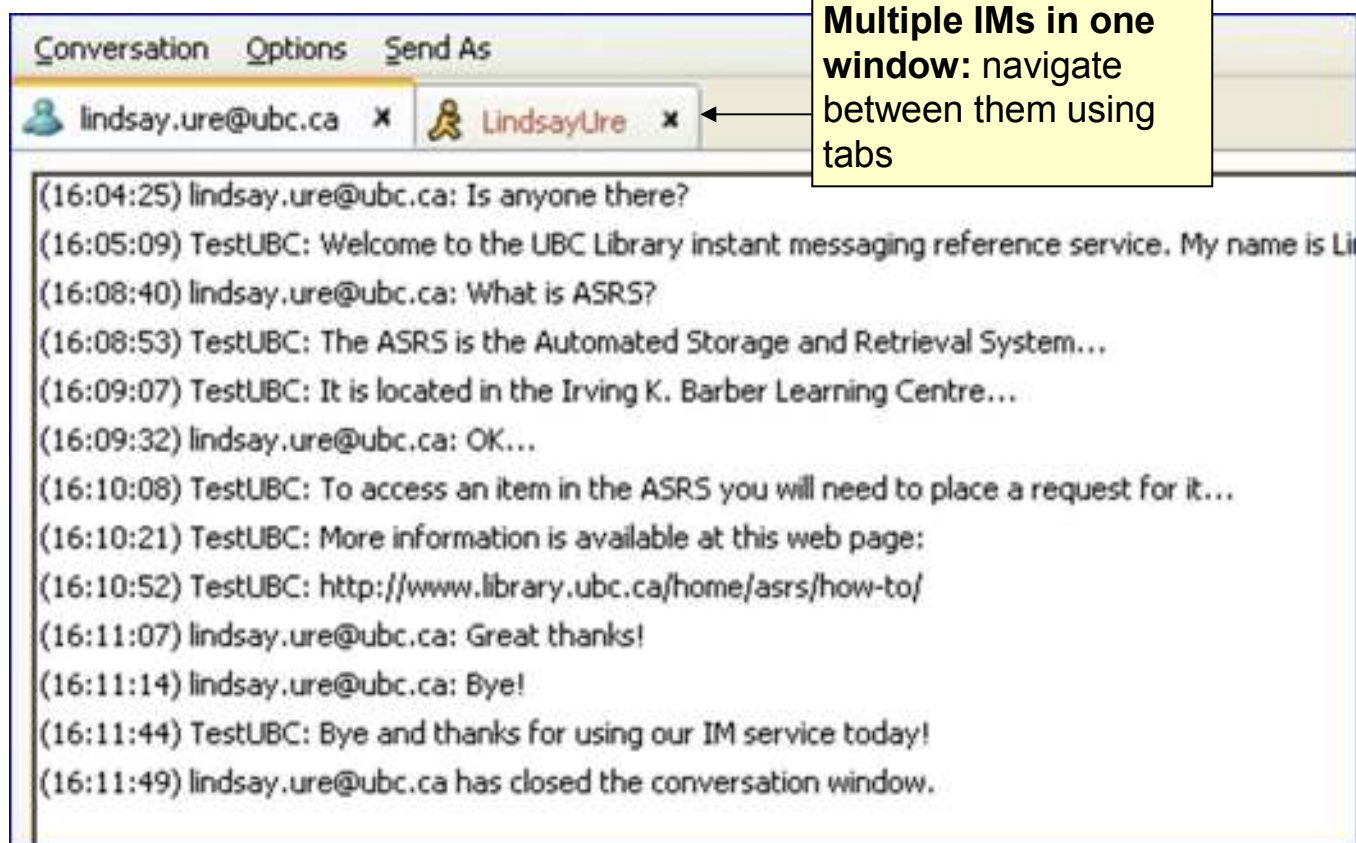 Multiple IMs in one
window: navigate
between them using
tabs
Conversation Options Send As
lindsay.ure@ubc.ca LindsayUre
(16:04:25) lindsay.ure@ubc.ca: Is anyone there?
(16:05:09) TestUBC: Welcome to the UBC Library instant messaging reference service. My name is
(16:08:40) lindsay.ure@ubc.ca: What is ASRS?
(16:08:53) TestUBC: The ASRS is the Automated Storage and Retrieval System...
(16:09:07) TestUBC: It is located in the Irving K. Barber Learning Centre...
(16:09:32) lindsay.ure@ubc.ca: OK...
(16:10:08) TestUBC: To access an item in the ASRS you will need to place a request for it...
(16:10:21) TestUBC: More information is available at this web page:
(16:10:52) TestUBC: http://www.library.ubc.ca/home/asrs/how-to/
(16:11:07) lindsay.ure@ubc.ca: Great thanks!
(16:11:14) lindsay.ure@ubc.ca: Bye!
(16:11:44) TestUBC: Bye and thanks for using our IM service today!
(16:11:49) lindsay.ure@ubc.ca has closed the conversation window.